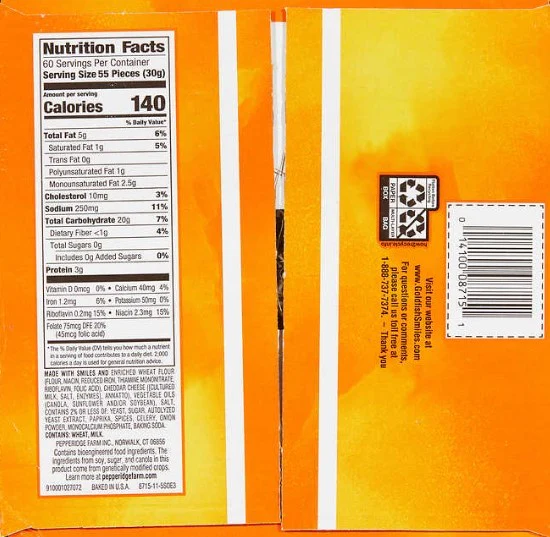 Nutrition Facts
60 Servings Per Container
Serving Size 55 Pieces (30g)
Amount per serving
Calories 140
% Daily Value*
Total Fat 5g 6%
Saturated Fat 1g 5%
Trans Fat 0g
Polyunsaturated Fat 1g
Monounsaturated Fat 2.5g
Cholesterol 10mg 3%
Sodium 250mg 11%
Total Carbohydrate 20g 7%
Dietary Fiber <1g 4%
Total Sugars 0g
Includes 0g Added Sugars 0%
Protein 3g
Vitamin D 0mcg 0% • Calcium 40mg 4%
Iron 1.2mg 6% • Potassium 50mg 0%
Riboflavin 0.2mg 15% • Niacin 2.3mg 15%
Folate 75mcg DFE 20%
(45mcg folic acid)
*The % Daily Value (DV) tells you how much a nutrient
in a serving of food contributes to a daily diet. 2,000
calories a day is used for general nutrition advice.
MADE WITH SMILES AND ENRICHED WHEAT FLOUR
(FLOUR, NIACIN, REDUCED IRON, THIAMINE MONONITRATE,
RIBOFLAVIN, FOLIC ACID), CHEDDAR CHEESE ([CULTURED
MILK, SALT, ENZYMES], ANNATTO), VEGETABLE OILS
(CANOLA, SUNFLOWER AND/OR SOYBEAN), SALT,
CONTAINS 2% OR LESS OF: YEAST, SUGAR, AUTOLYZED
YEAST EXTRACT, PAPRIKA, SPICES, CELERY, ONION
POWDER, MONOCALCIUM PHOSPHATE, BAKING SODA.
CONTAINS: WHEAT, MILK.
PEPPERIDGE FARM INC., NORWALK, CT 06856
Contains bioengineered food ingredients. The
ingredients from soy, sugar, and canola in this
product come from genetically modified crops.
Learn more at pepperidgefarm.com
910001027072 BAKED IN U.S.A. 8715-11-SS0E3
PAPER
BOX
MULTI-LAYER
BAG
how2recycle.info
Visit our website at
www.GoldfishSmiles.com
For questions or comments,
please call us toll free at
1-888-737-7374. – Thank you
0 14100 08715 1